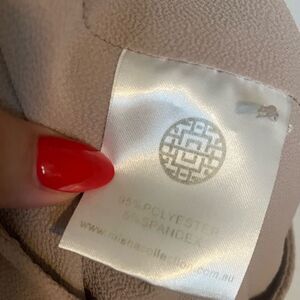 95% POLYESTER
5% SPANDEX
www.mishacollection.com.au